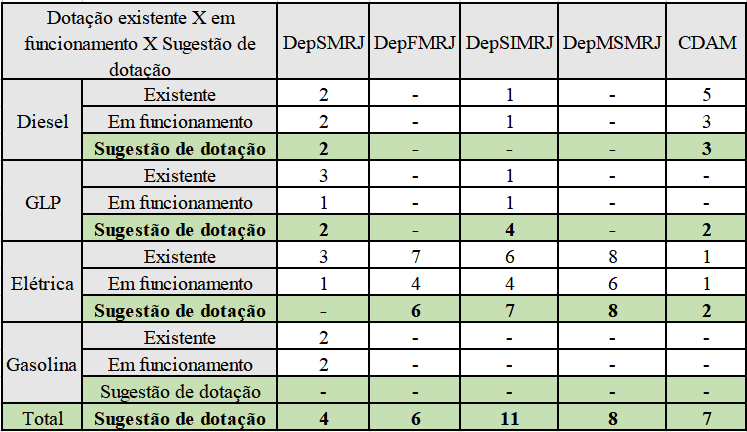 Dotação existente X em funcionamento X Sugestão de dotação DepSMRJ DepFMRJ DepSIMRJ DepMSMRJ CDAM
Diesel Existente 2 - 1 - 5
Em funcionamento 2 - 1 - 3
Sugestão de dotação 2 - - - 3
GLP Existente 3 - 1 - -
Em funcionamento 1 - 1 - -
Sugestão de dotação 2 - 4 - 2
Elétrica Existente 3 7 6 8 1
Em funcionamento 1 4 4 6 1
Sugestão de dotação - 6 7 8 2
Gasolina Existente 2 - - - -
Em funcionamento 2 - - - -
Sugestão de dotação - - - - -
Total Sugestão de dotação 4 6 11 8 7